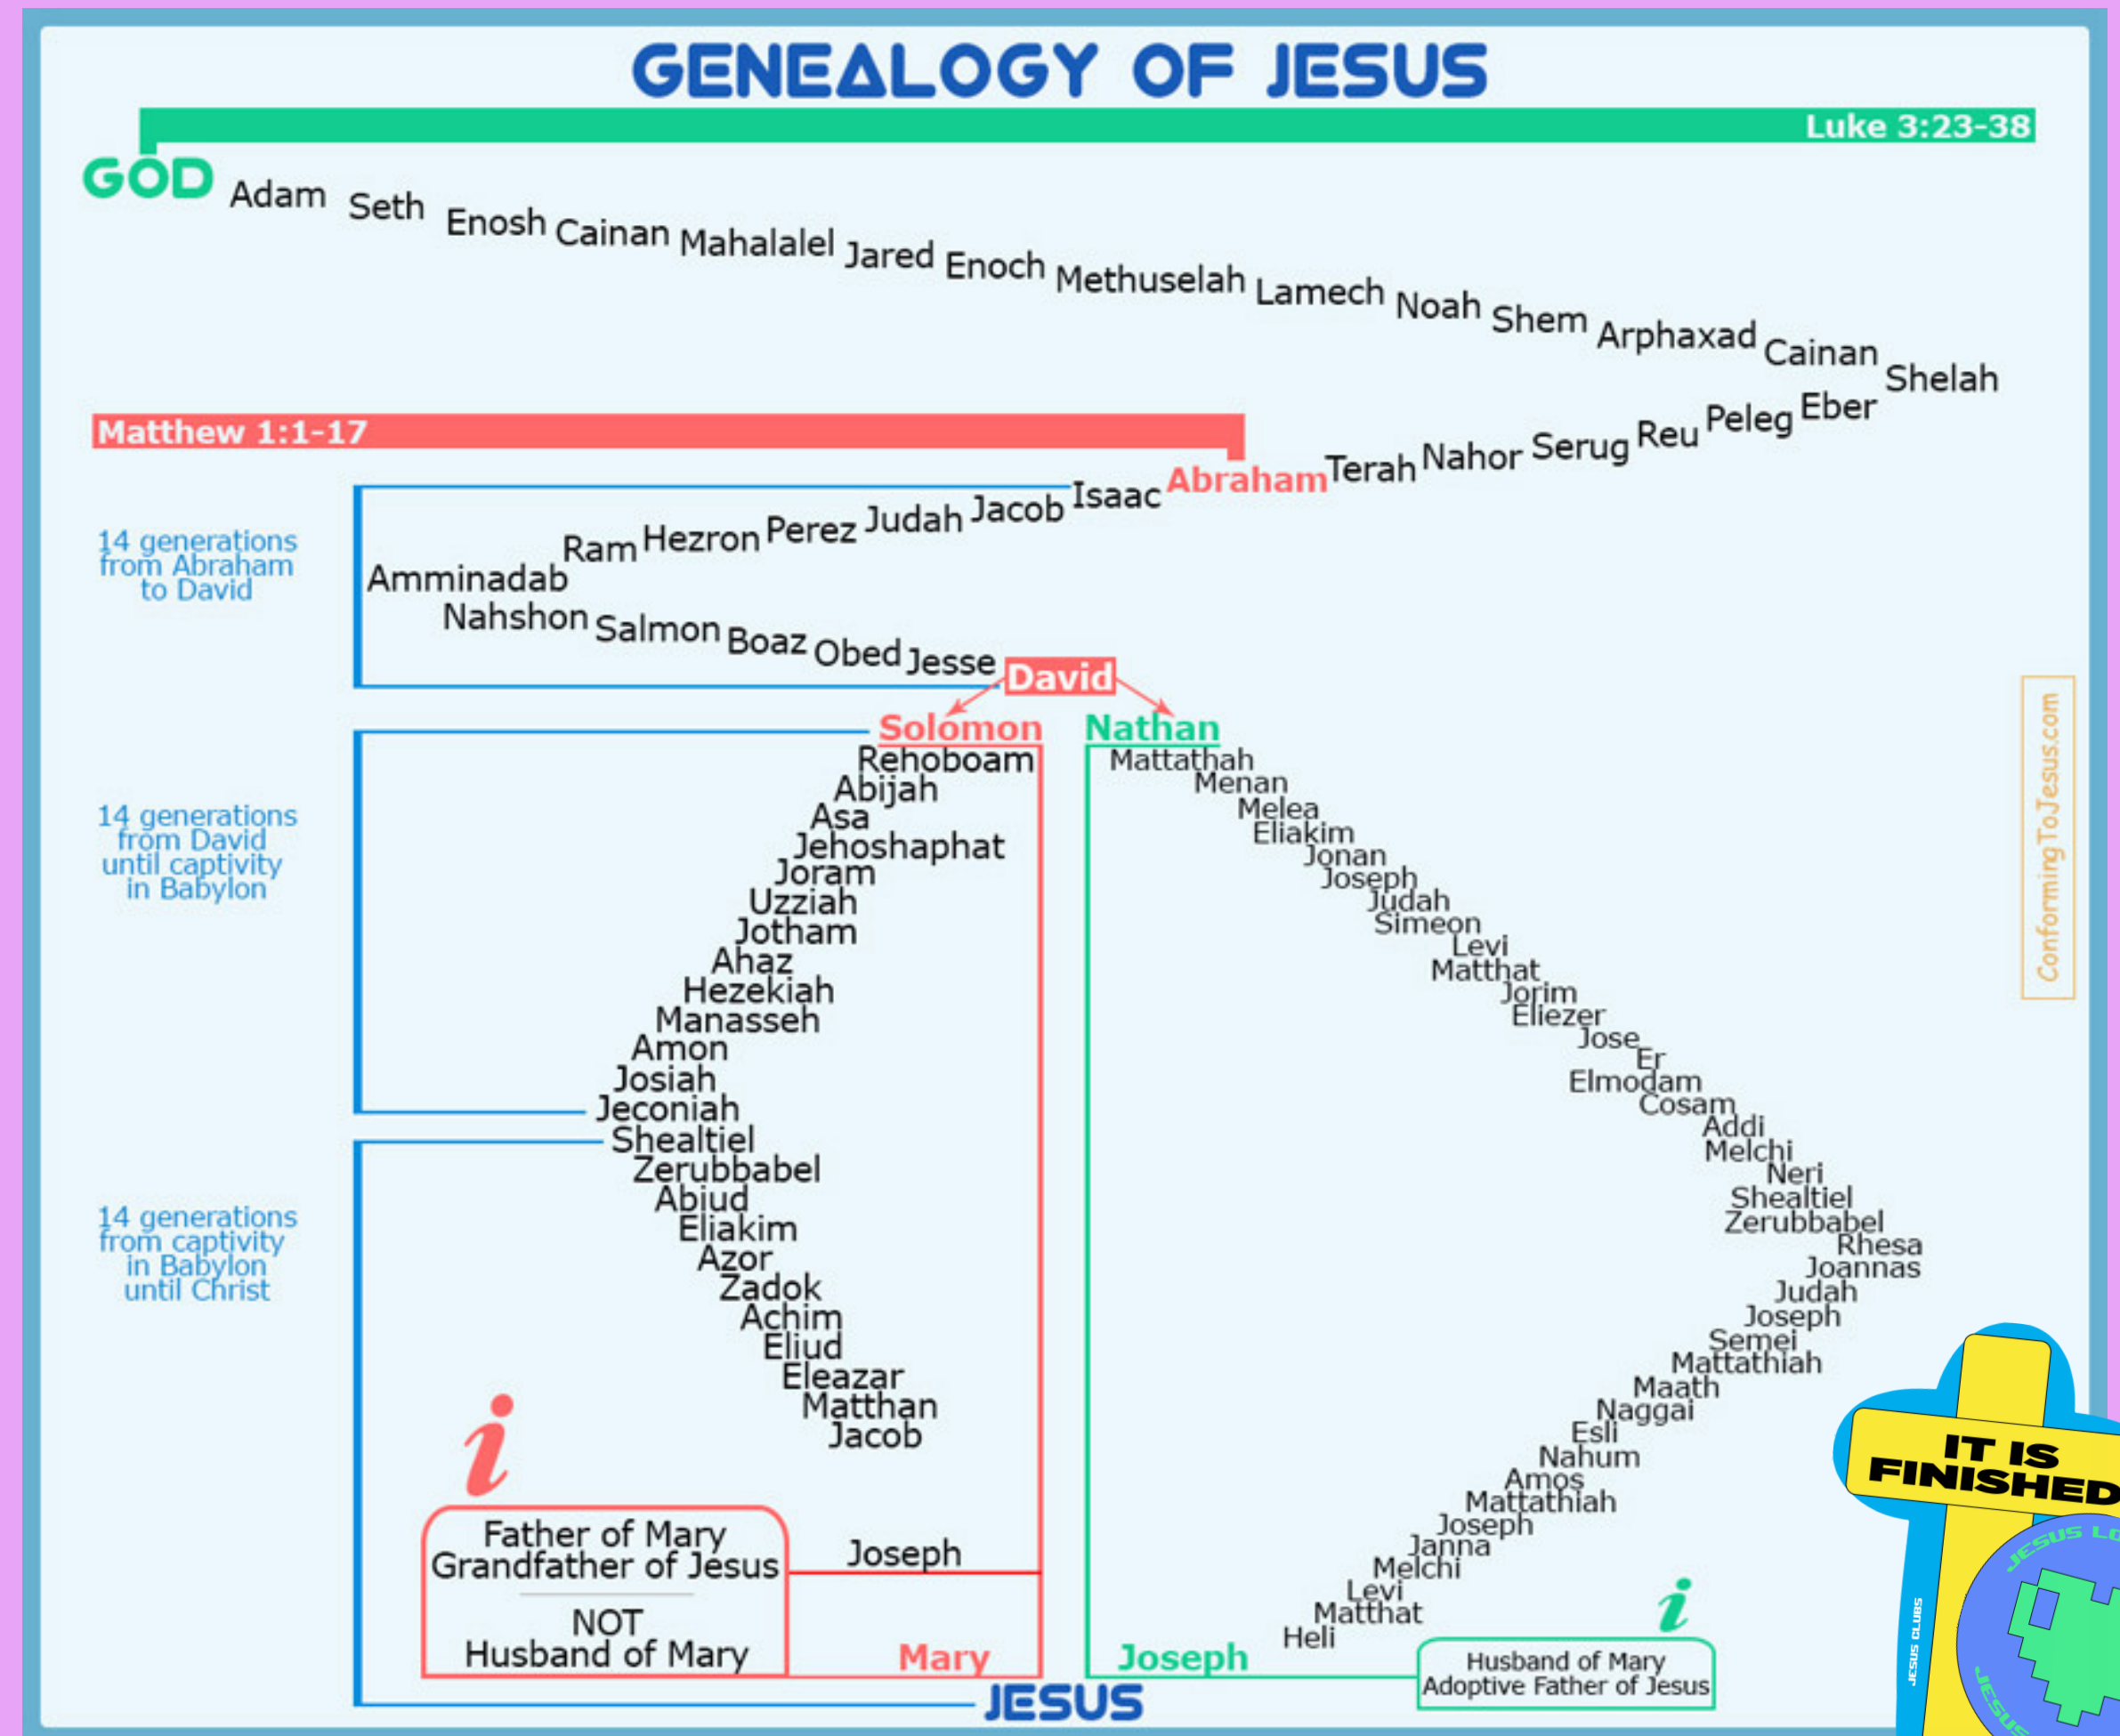 GENEALOGY OF JESUS
Luke 3:23-38
GOD Adam Seth Enosh Cainan Mahalalel Jared Enoch Methuselah Lamech Noah Shem Arphaxad Cainan
Shelah
Matthew 1:1-17
Abraham Terah Nahor Serug Reu Peleg Eber
14 generations
from Abraham
to David
Amminadab Ram Hezron Perez Judah Jacob Isaac
Nahshon Salmon Boaz Obed Jesse David
Solomon
Rehoboam
Abijah
Asa
Jehoshaphat
Joram
Uzziah
Jotham
Ahaz
Hezekiah
Manasseh
Amon
Josiah
Jeconiah
14 generations
from David
until captivity
in Babylon
Shealtiel
Zerubbabel
Abiud
Eliakim
Azor
Zadok
Achim
Eliud
Eleazar
Matthan
Jacob
14 generations
from captivity
in Babylon
until Christ
i
Father of Mary
Grandfather of Jesus
NOT
Husband of Mary
Joseph
Mary
Nathan
Mattathah
Menan
Melea
Eliakim
Jonan
Joseph
Judah
Simeon
Levi
Matthat
Jorim
Eliezer
Jose
Er
Elmodam
Cosam
Addi
Melchi
Neri
Shealtiel
Zerubbabel
Rhesa
Joannas
Judah
Joseph
Semei
Mattathiah
Maath
Naggai
Esli
Nahum
Amos
Mattathiah
Joseph
Janna
Melchi
Levi
Matthat
Heli
Joseph
i
Husband of Mary
Adoptive Father of Jesus
JESUS
ConformingToJesus.com
IT IS
FINISHED
JESUS CLUBS
JESUS LO
JESUS